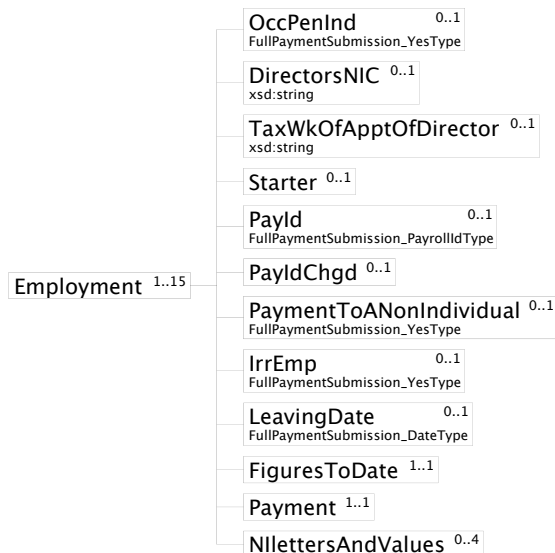 Employment 1..15
OccPenInd 0..1
FullPaymentSubmission_YesType
DirectorsNIC 0..1
xsd:string
TaxWkOfApptOfDirector 0..1
xsd:string
Starter 0..1
PayId 0..1
FullPaymentSubmission_PayrollIdType
PayIdChgd 0..1
PaymentToANonIndividual 0..1
FullPaymentSubmission_YesType
IrrEmp 0..1
FullPaymentSubmission_YesType
LeavingDate 0..1
FullPaymentSubmission_DateType
FiguresToDate 1..1
Payment 1..1
NIlettersAndValues 0..4